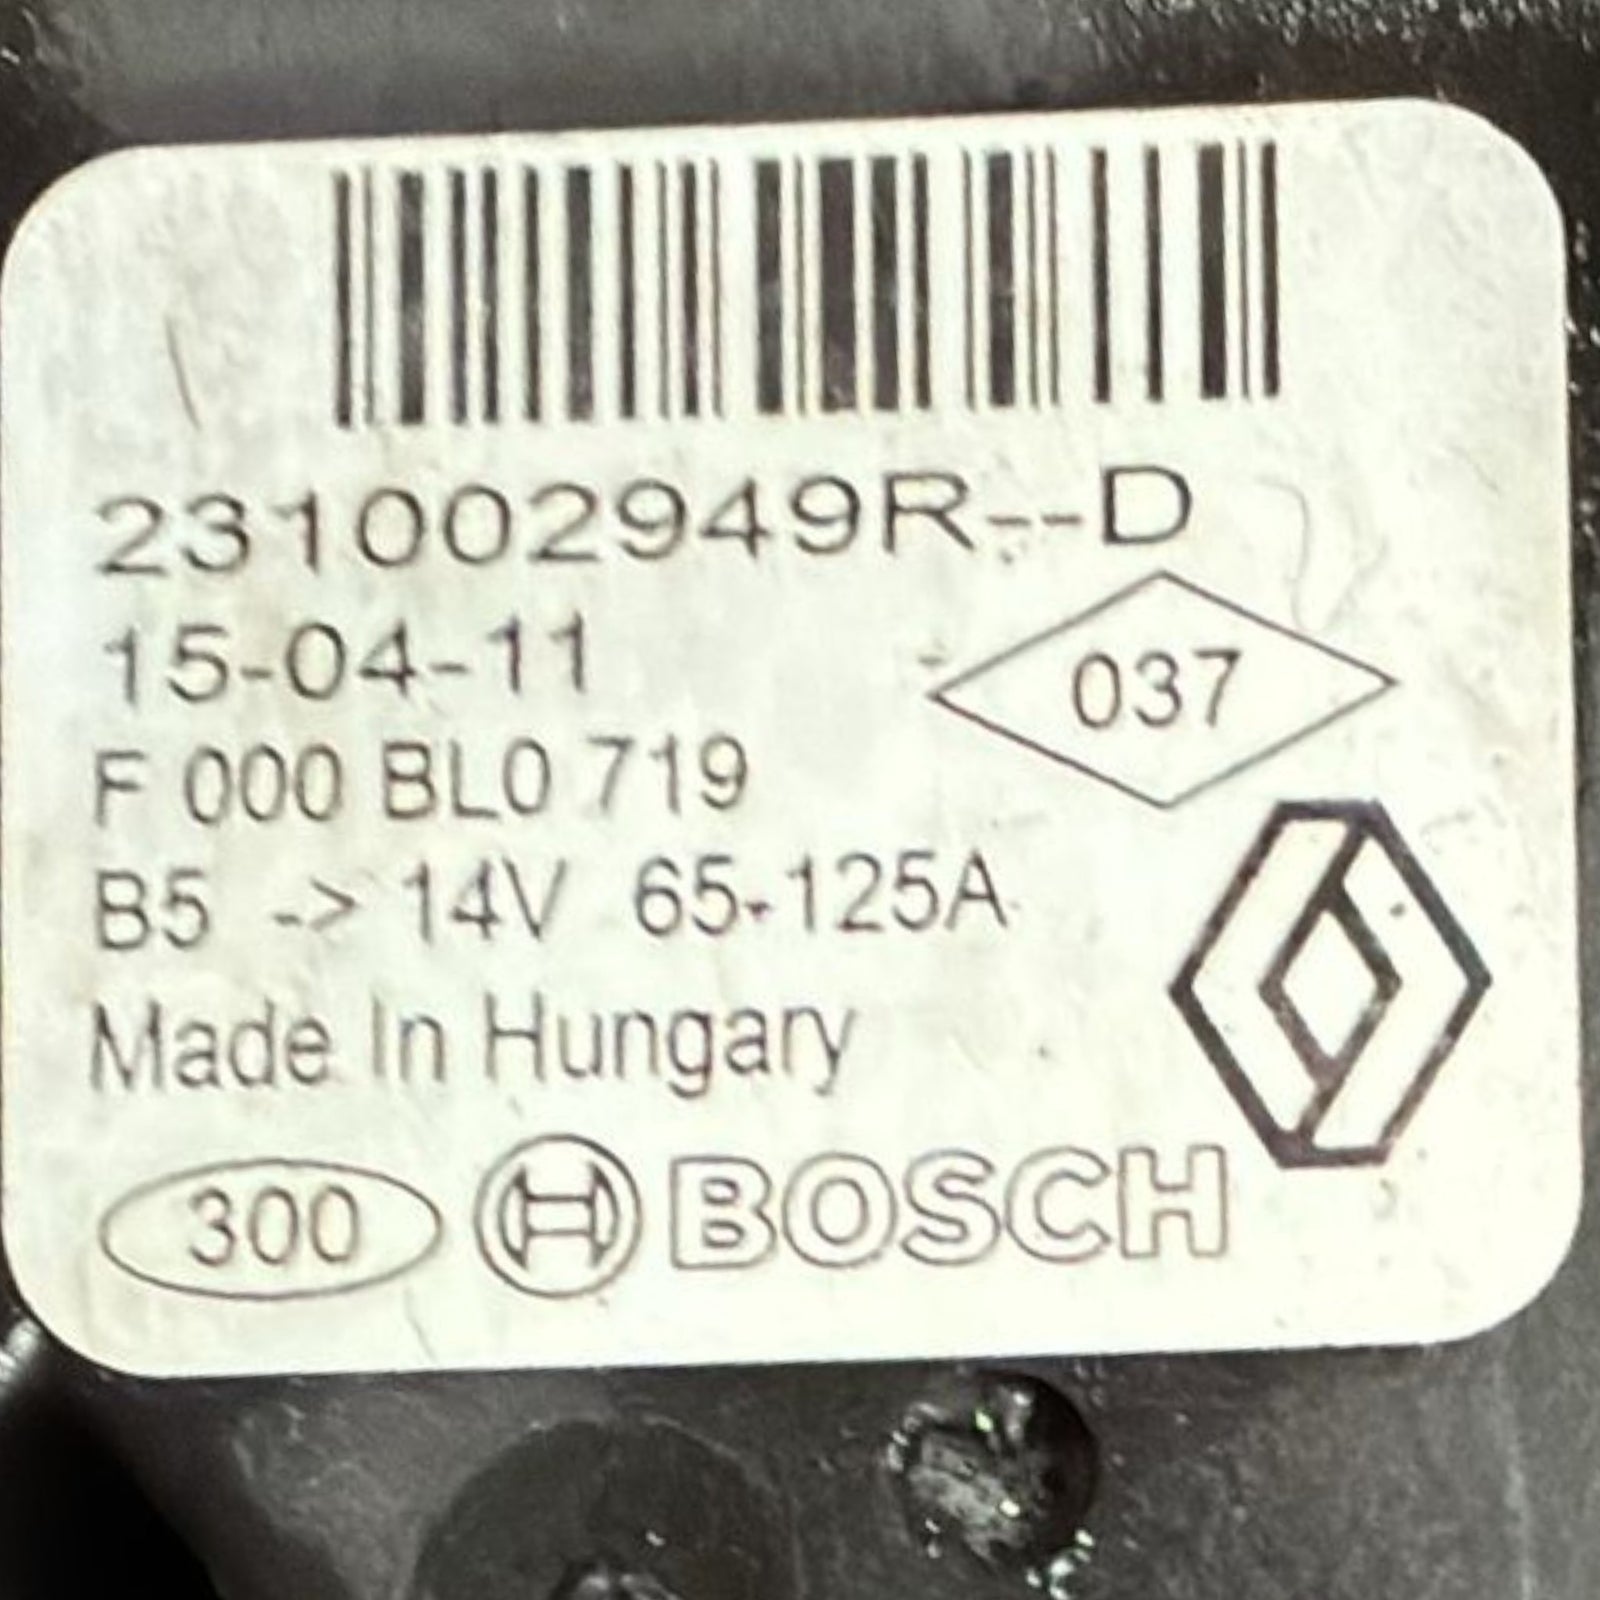 231002949R--D
15-04-11
037
F 000 BL0 719
B5 -> 14V 65-125A
Made In Hungary
300 BOSCH